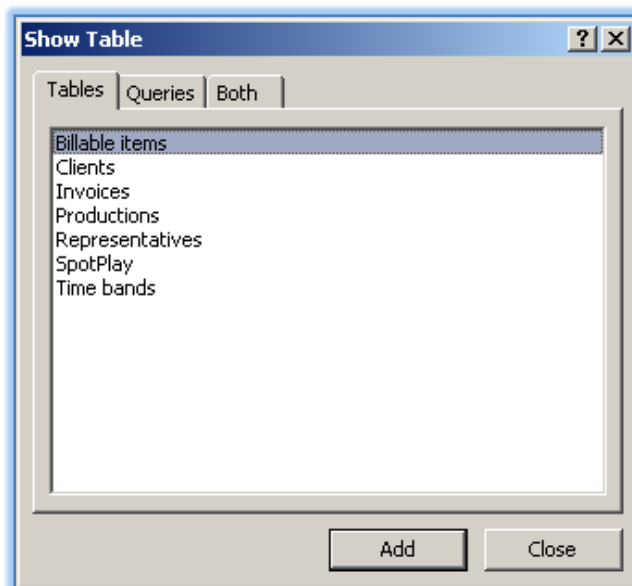 Show Table
Tables Queries Both
Billable items
Clients
Invoices
Productions
Representatives
SpotPlay
Time bands
Add Close